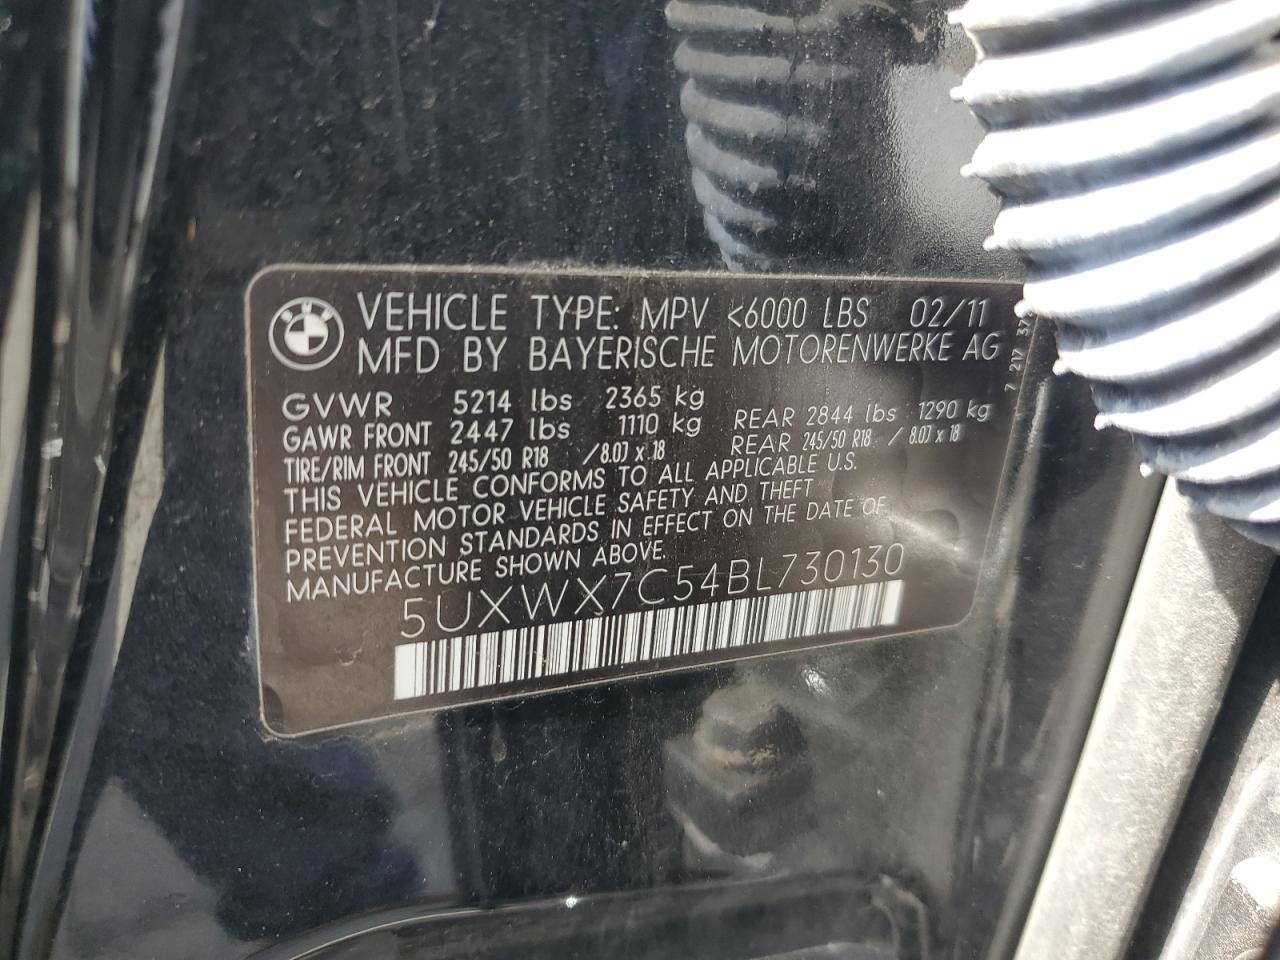 VEHICLE TYPE: MPV <6000 LBS 02/11
MFD BY BAYERISCHE MOTORENWERKE AG
GVWR 5214 lbs 2365 kg
GAWR FRONT 2447 lbs 1110 kg REAR 2844 lbs 1290 kg
TIRE/RIM FRONT 245/50 R18 / 8.0J x 18 REAR 245/50 R18 / 8.0J x 18
THIS VEHICLE CONFORMS TO ALL APPLICABLE U.S.
FEDERAL MOTOR VEHICLE SAFETY AND THEFT
PREVENTION STANDARDS IN EFFECT ON THE DATE OF
MANUFACTURE SHOWN ABOVE.
5UXWX7C54BL730130
7 217